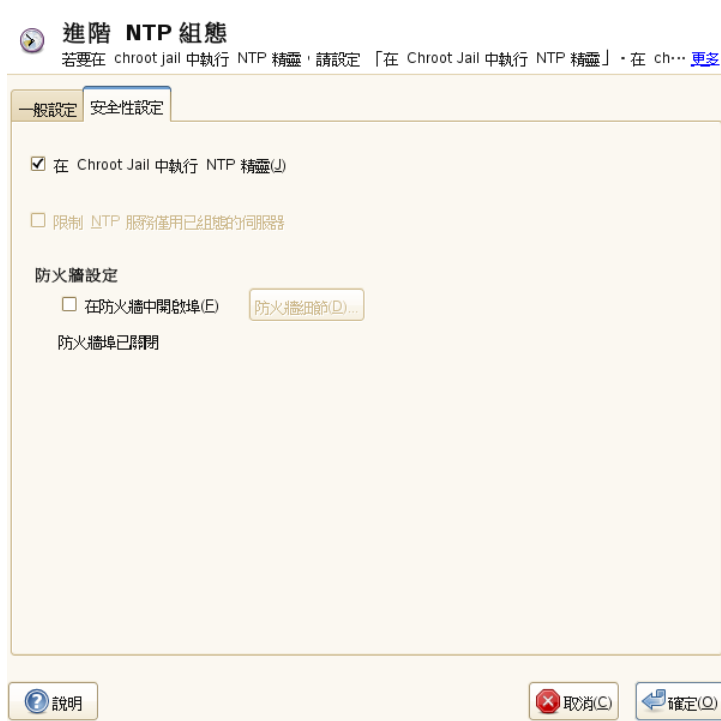 進階 NTP 組態
若要在 chroot jail 中執行 NTP 精靈，請設定 「在 Chroot Jail 中執行 NTP 精靈」。在 ch… 更多
一般設定 安全性設定
在 Chroot Jail 中執行 NTP 精靈(J)
限制 NTP 服務僅用已組態的伺服器
防火牆設定
在防火牆中開啟埠(F) 防火牆細節(D)...
防火牆埠已關閉
說明 取消(C) 確定(O)